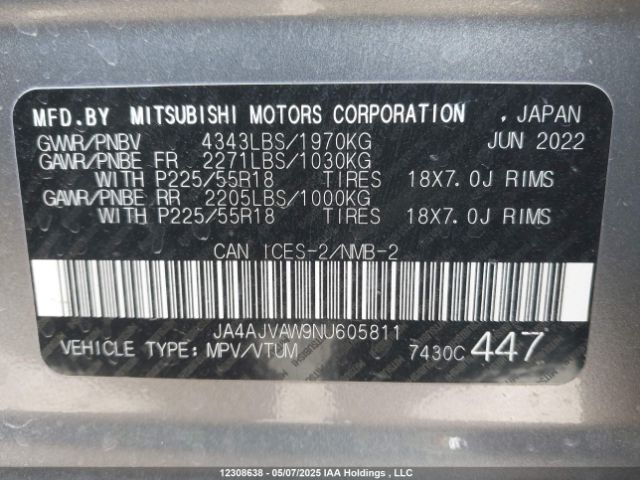 MFD.BY MITSUBISHI MOTORS CORPORATION , JAPAN
GVWR/PNBV 4343LBS/1970KG JUN 2022
GAWR/PNBE FR 2271LBS/1030KG
WITH P225/55R18 TIRES 18X7.0J RIMS
GAWR/PNBE RR 2205LBS/1000KG
WITH P225/55R18 TIRES 18X7.0J RIMS
CAN ICES-2/NMB-2
JA4AJVAW9NU605811
VEHICLE TYPE: MPV/VTUM 7430C 447
12308638 - 05/07/2025 IAA Holdings, LLC